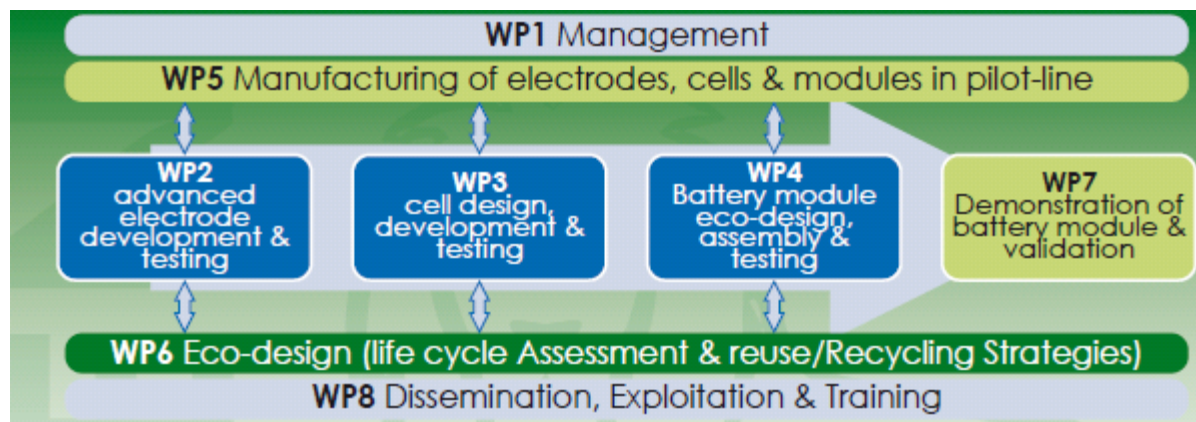 WP1 Management
WP5 Manufacturing of electrodes, cells & modules in pilot-line
WP2
advanced
electrode
development &
testing
WP3
cell design,
development &
testing
WP4
Battery module
eco-design,
assembly &
testing
WP7
Demonstration of
battery module &
validation
WP6 Eco-design (life cycle Assessment & reuse/Recycling Strategies)
WP8 Dissemination, Exploitation & Training